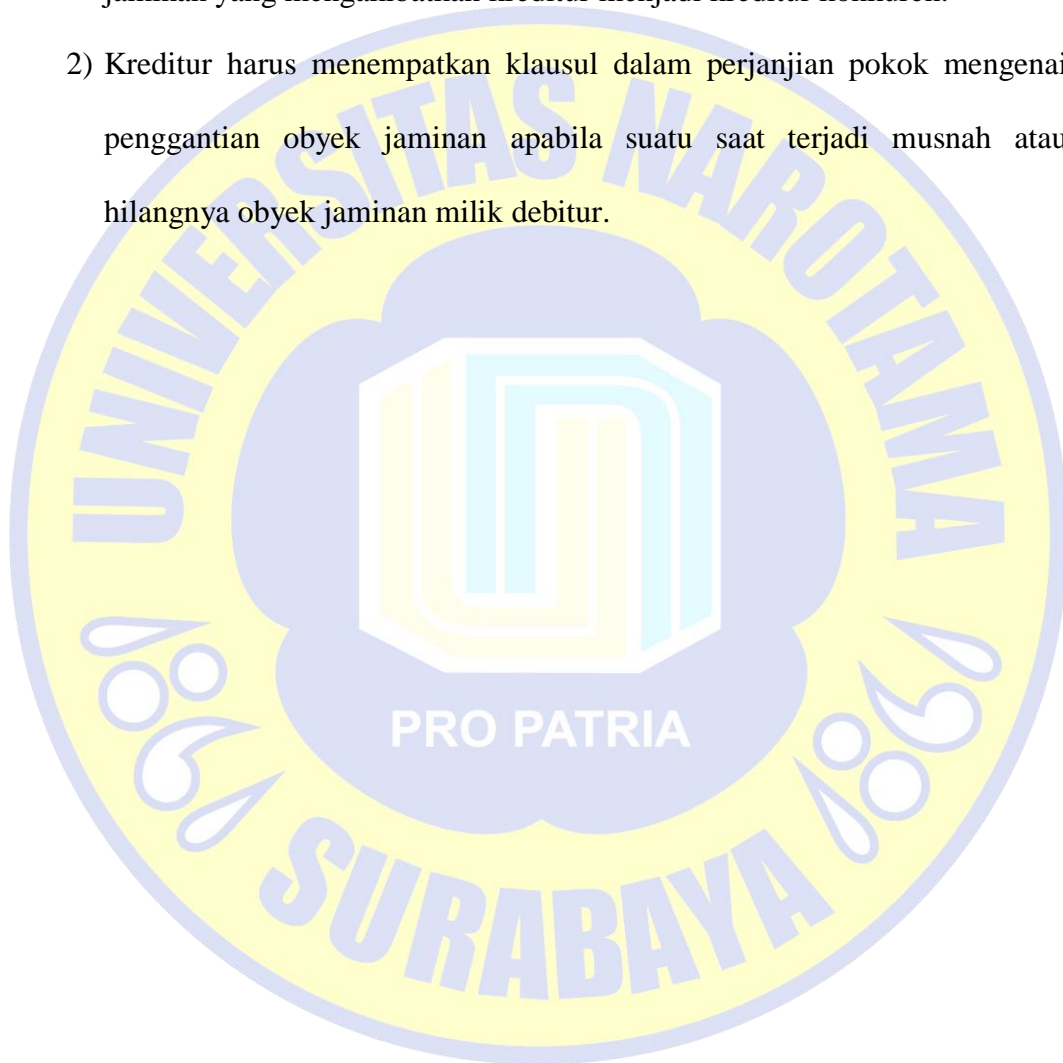 2) Kreditur harus menempatkan klausul dalam perjanjian pokok mengenai
penggantian obyek jaminan apabila suatu saat terjadi musnah atau
hilangnya obyek jaminan milik debitur.
UNIVERSITAS NAROTAMA
PRO PATRIA
SURABAYA